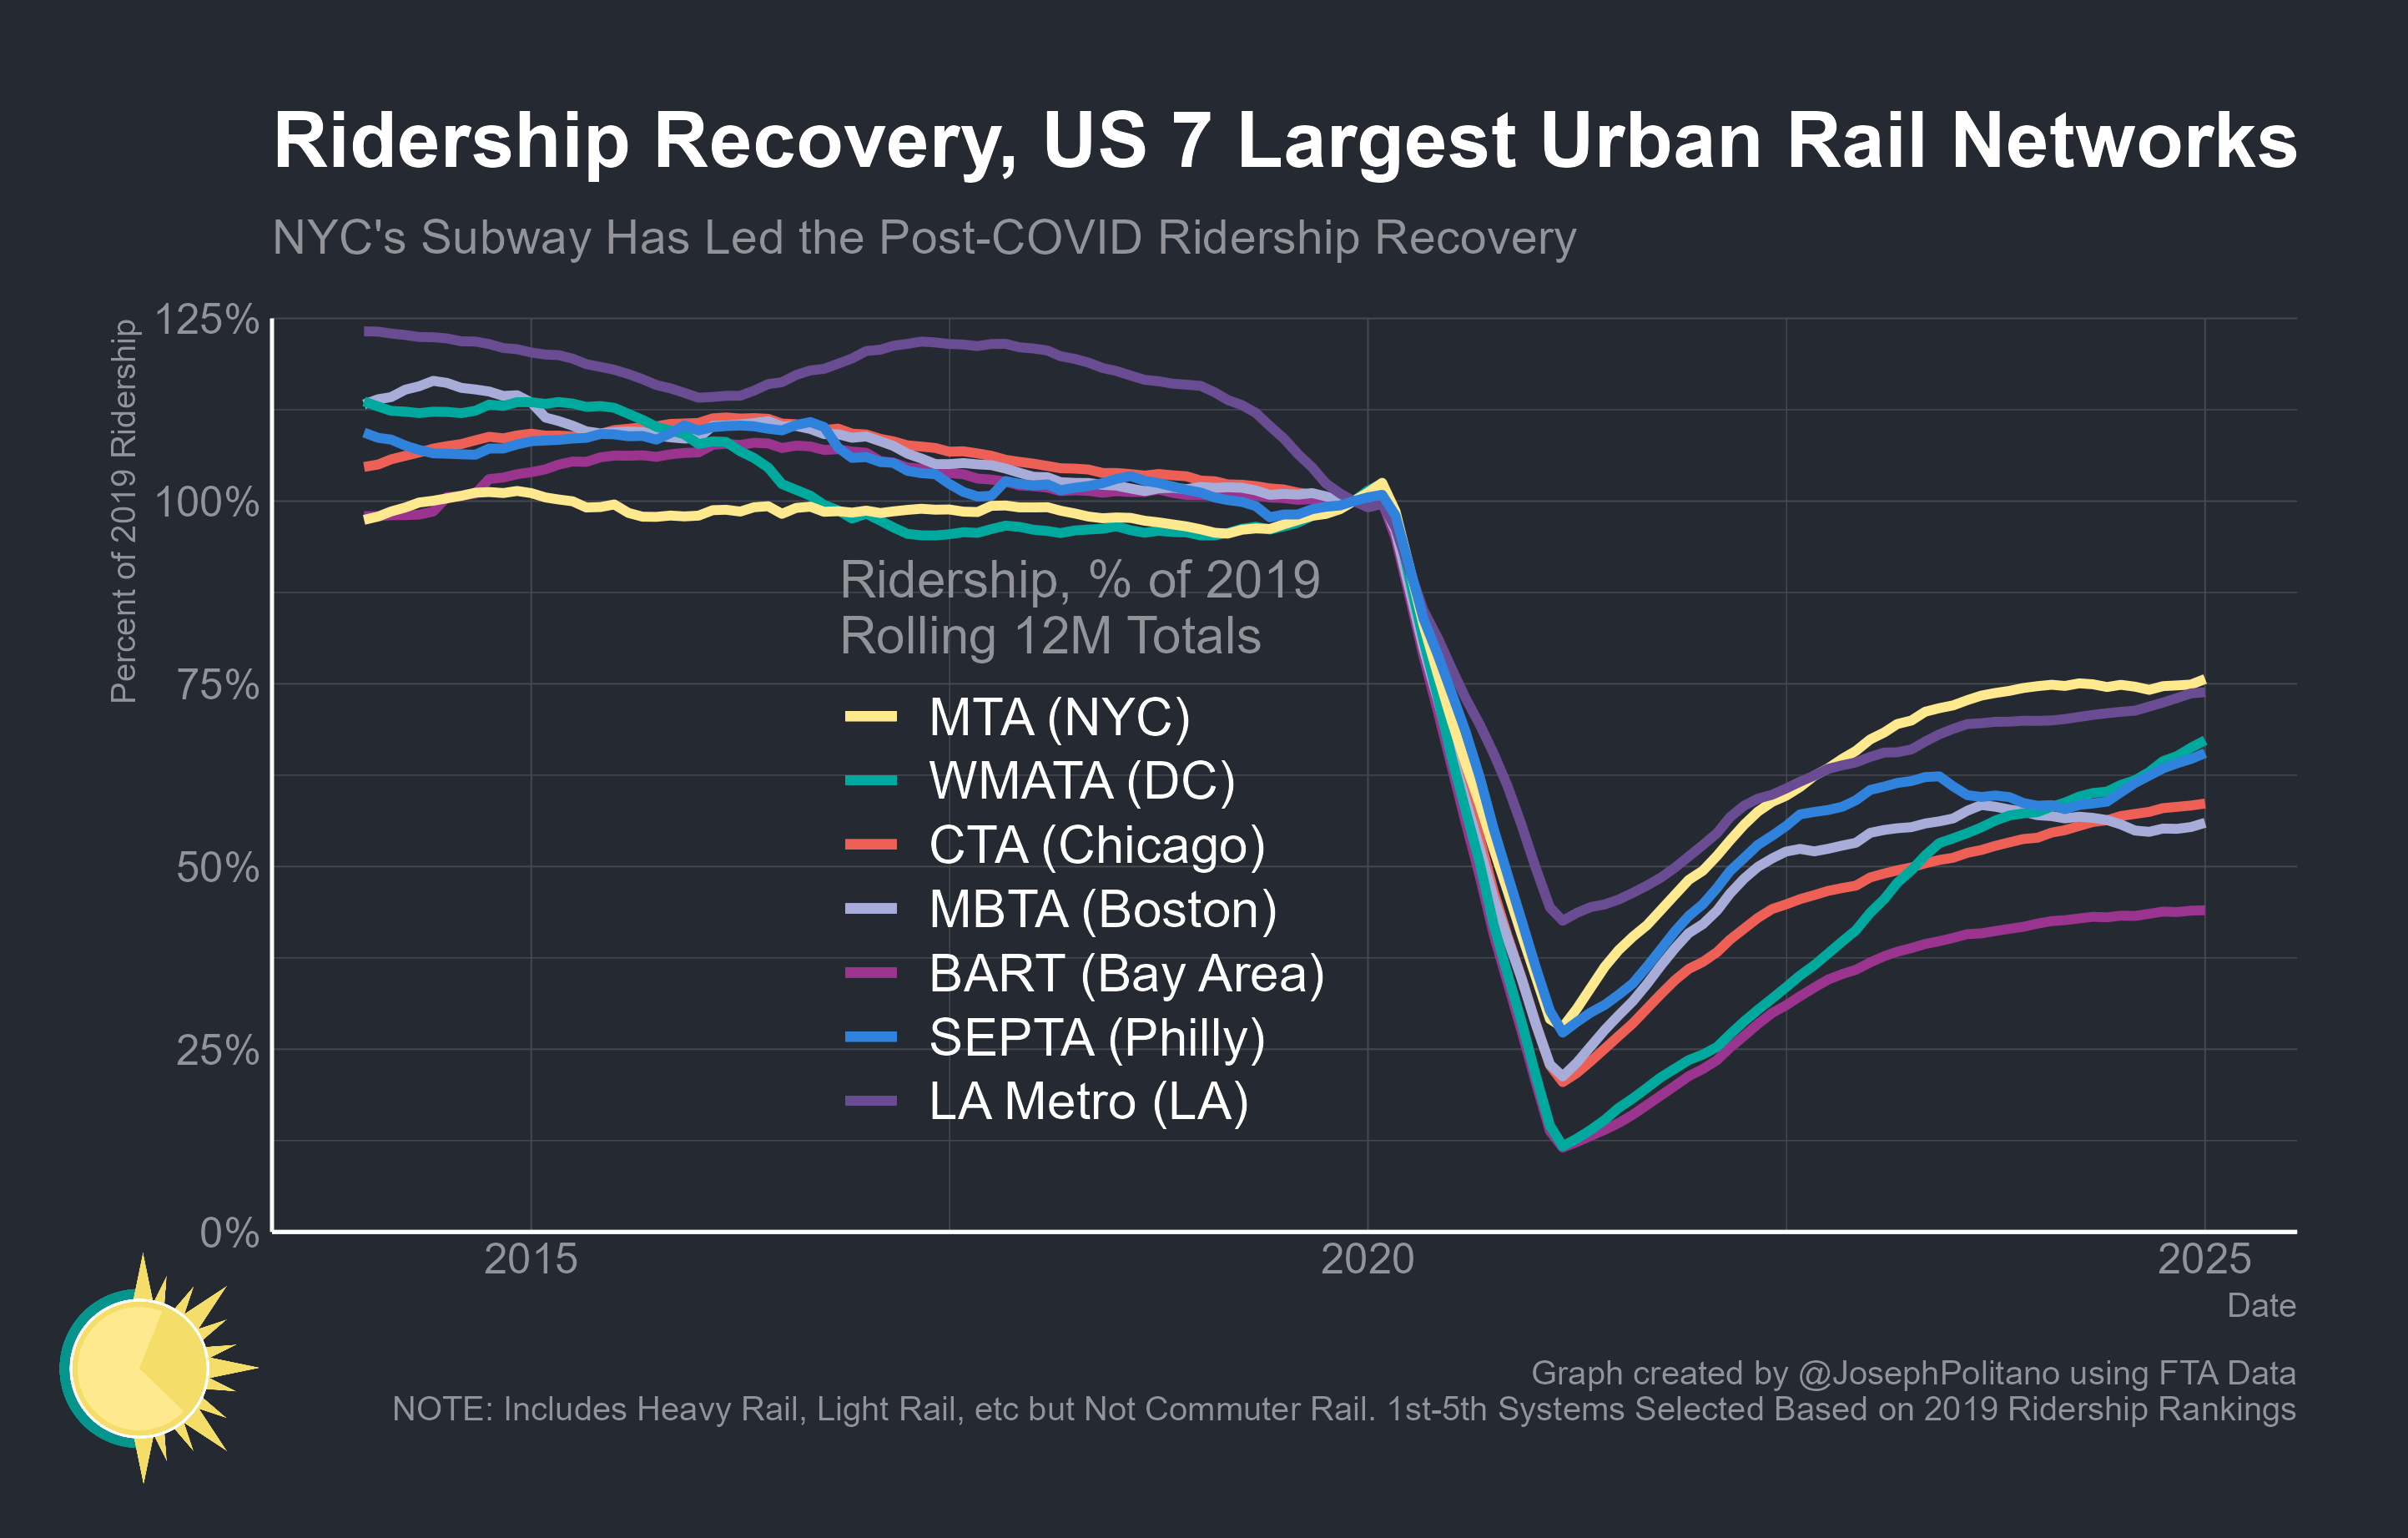 Ridership Recovery, US 7 Largest Urban Rail Networks
NYC's Subway Has Led the Post-COVID Ridership Recovery
Percent of 2019 Ridership
125%
100%
75%
50%
25%
0%
Ridership, % of 2019
Rolling 12M Totals
MTA (NYC)
WMATA (DC)
CTA (Chicago)
MBTA (Boston)
BART (Bay Area)
SEPTA (Philly)
LA Metro (LA)
2015
2020
2025
Date
Graph created by @JosephPolitano using FTA Data
NOTE: Includes Heavy Rail, Light Rail, etc but Not Commuter Rail. 1st-5th Systems Selected Based on 2019 Ridership Rankings